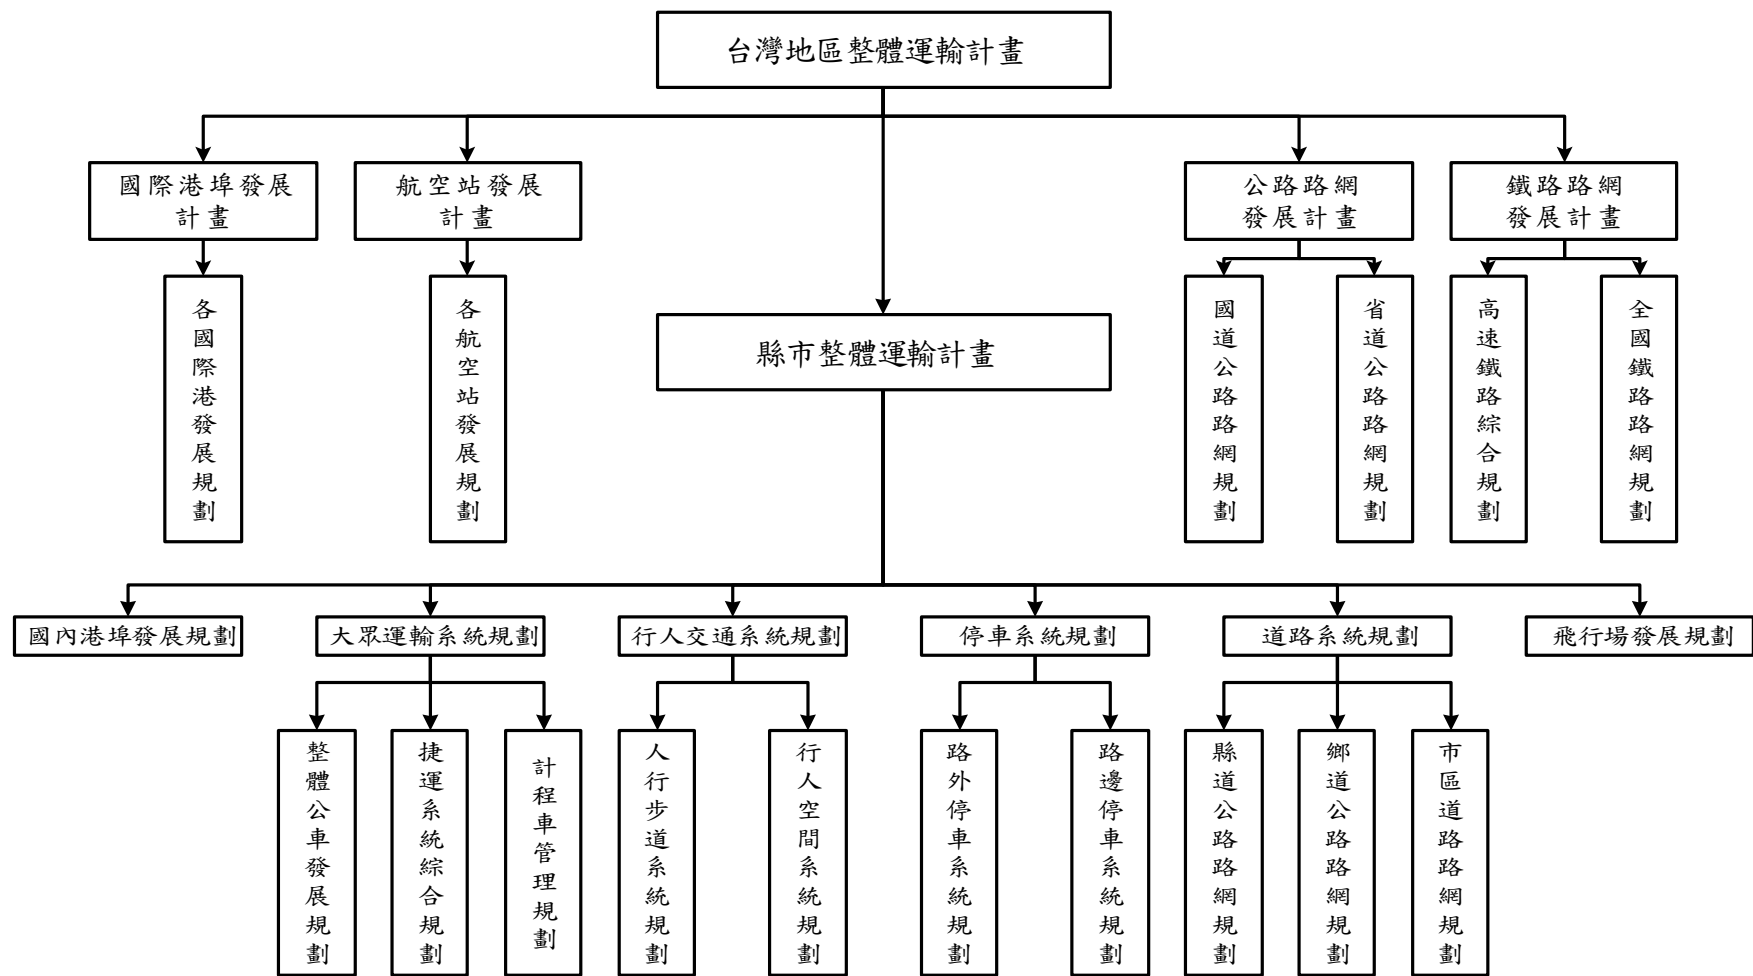 台灣地區整體運輸計畫
國際港埠發展
計畫
航空站發展
計畫
公路路網
發展計畫
鐵路路網
發展計畫
各國際港發展規劃
各航空站發展規劃
縣市整體運輸計畫
國道公路路網規劃
省道公路路網規劃
高速鐵路綜合規劃
全國鐵路路網規劃
國內港埠發展規劃
大眾運輸系統規劃
行人交通系統規劃
停車系統規劃
道路系統規劃
飛行場發展規劃
整體公車發展規劃
捷運系統綜合規劃
計程車管理規劃
人行步道系統規劃
行人空間系統規劃
路外停車系統規劃
路邊停車系統規劃
縣道公路路網規劃
鄉道公路路網規劃
市區道路路網規劃